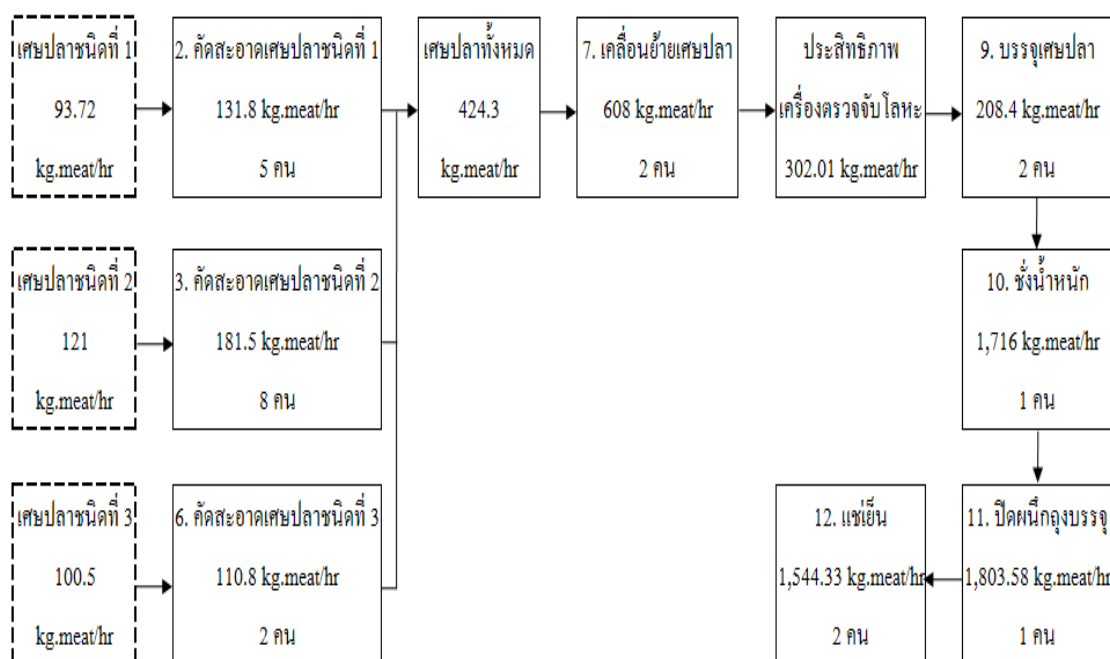 เศษปลาชนิดที่ 1
93.72
kg.meat/hr
2. คัดสะอาดเศษปลาชนิดที่ 1
131.8 kg.meat/hr
5 คน
เศษปลาทั้งหมด
424.3
kg.meat/hr
7. เคลื่อนย้ายเศษปลา
608 kg.meat/hr
2 คน
ประสิทธิภาพ
เครื่องตรวจจับโลหะ
302.01 kg.meat/hr
9. บรรจุเศษปลา
208.4 kg.meat/hr
2 คน
เศษปลาชนิดที่ 2
121
kg.meat/hr
3. คัดสะอาดเศษปลาชนิดที่ 2
181.5 kg.meat/hr
8 คน
10. ชั่งน้ำหนัก
1,716 kg.meat/hr
1 คน
เศษปลาชนิดที่ 3
100.5
kg.meat/hr
6. คัดสะอาดเศษปลาชนิดที่ 3
110.8 kg.meat/hr
2 คน
12. แช่เย็น
1,544.33 kg.meat/hr
2 คน
11. ปิดผนึกถุงบรรจุ
1,803.58 kg.meat/hr
1 คน